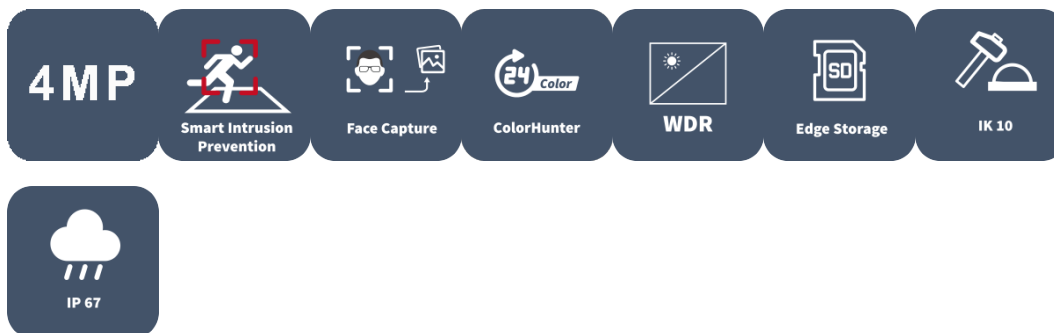 4MP
Smart Intrusion
Prevention
Face Capture
24
Color
ColorHunter
WDR
SD
Edge Storage
IK 10
IP 67